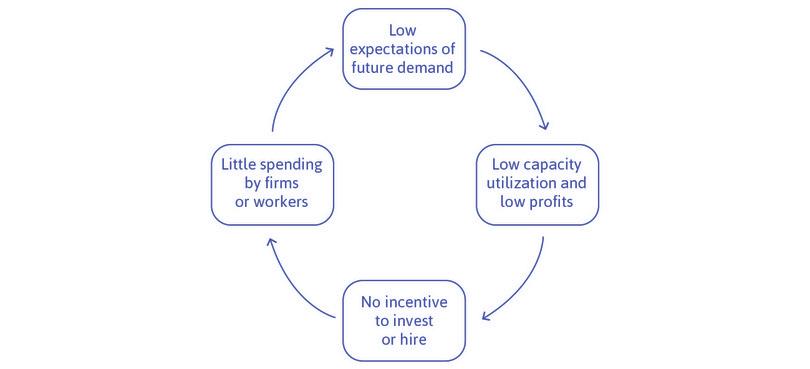 Low
expectations of
future demand
Low capacity
utilization and
low profits
No incentive
to invest
or hire
Little spending
by firms
or workers